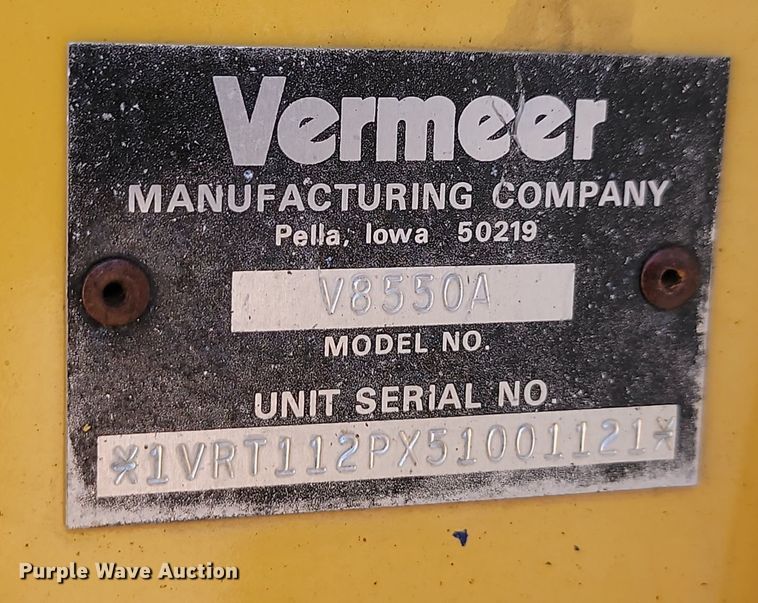 Vermeer
MANUFACTURING COMPANY
Pella, Iowa 50219
V8550A
MODEL NO.
UNIT SERIAL NO.
*1VRT112PX51001121*
Purple Wave Auction